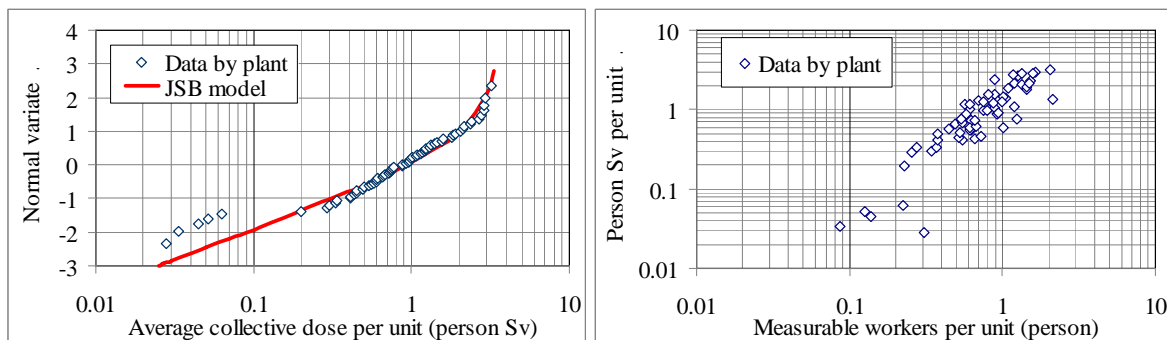 4
3
2
1
0
-1
-2
-3
Normal variate .
Data by plant
JSB model
0.01 0.1 1 10
Average collective dose per unit (person Sv)
10
1
0.1
0.01
Person Sv per unit .
Data by plant
0.01 0.1 1 10
Measurable workers per unit (person)